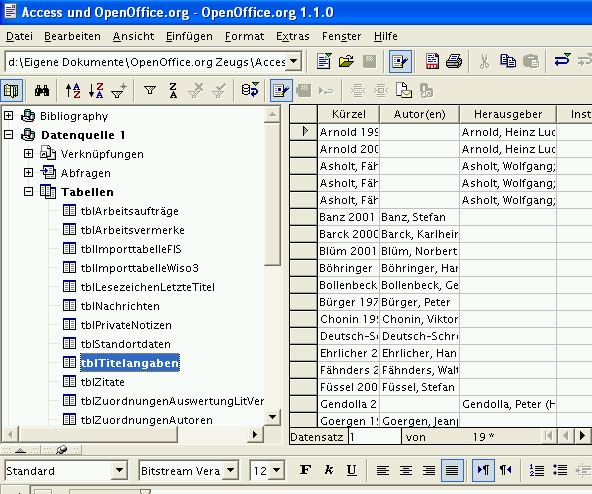 Access und OpenOffice.org - OpenOffice.org 1.1.0
Datei Bearbeiten Ansicht Einfügen Format Extras Fenster Hilfe
d:\Eigene Dokumente\OpenOffice.org Zeugs\Acces
Bibliography
Datenquelle 1
Verknüpfungen
Abfragen
Tabellen
tblArbeitsaufträge
tblArbeitsvermerke
tblImporttabelleFIS
tblImporttabelleWiso3
tblLesezeichenLetzteTitel
tblNachrichten
tblPrivateNotizen
tblStandortdaten
tblTitelangaben
tblZitate
tblZuordnungenAuswertungLitVer
tblZuordnungenAutoren
Kürzel Autor(en) Herausgeber Inst
Arnold 199 Arnold, Heinz Luc
Arnold 200 Arnold, Heinz Luc
Asholt, Fäh Asholt, Wolfgang;
Asholt, Fäh Asholt, Wolfgang;
Asholt, Fäh Asholt, Wolfgang;
Banz 2001 Banz, Stefan
Barck 2000 Barck, Karlhein
Blüm 2001 Blüm, Norbert
Böhringer Böhringer, Har
Bollenbeck Bollenbeck, Ge
Bürger 197 Bürger, Peter
Chonin 199 Chonin, Viktor
Deutsch-Sc Deutsch-Schre
Ehrlicher 2 Ehrlicher, Han
Fähnders 2 Fähnders, Walt
Füssel 200 Füssel, Stefan
Gendolla 2 Gendolla, Peter (H
Goergen 19 Goergen, Jeanp
Datensatz 1 von 19 *
Standard Bitstream Vera 12 F k U